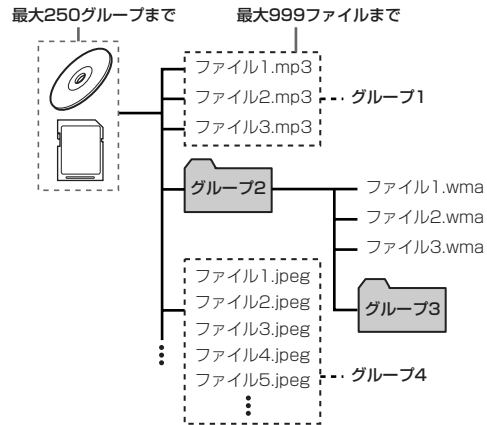 最大250グループまで
最大999ファイルまで
ファイル1.mp3
ファイル2.mp3
ファイル3.mp3
グループ1
グループ2
ファイル1.wma
ファイル2.wma
ファイル3.wma
グループ3
ファイル1.jpeg
ファイル2.jpeg
ファイル3.jpeg
ファイル4.jpeg
ファイル5.jpeg
グループ4